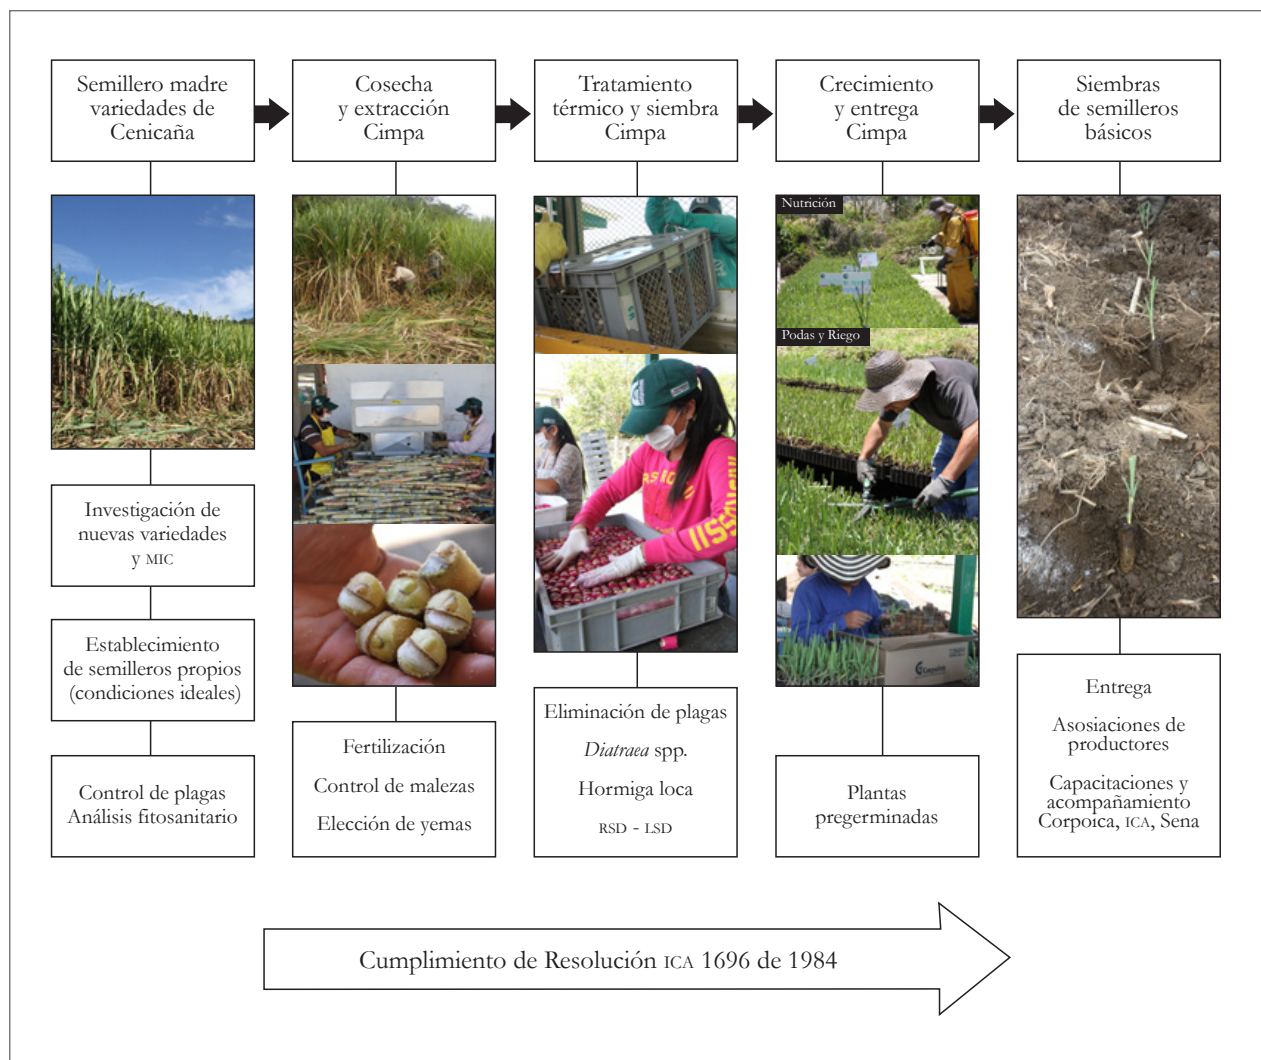 Semillero madre
variedades de
Cenicaña
Cosecha
y extracción
Cimpa
Tratamiento
térmico y siembra
Cimpa
Crecimiento
y entrega
Cimpa
Siembras
de semilleros
básicos
Nutrición
Podas y Riego
Corpoica
Investigación de
nuevas variedades
y MIC
Establecimiento
de semilleros propios
(condiciones ideales)
Control de plagas
Análisis fitosanitario
Fertilización
Control de malezas
Elección de yemas
Eliminación de plagas
Diatraea spp.
Hormiga loca
RSD - LSD
Plantas
pregerminadas
Entrega
Asosiaciones de
productores
Capacitaciones y
acompañamiento
Corpoica, ICA, Sena
Cumplimiento de Resolución ICA 1696 de 1984